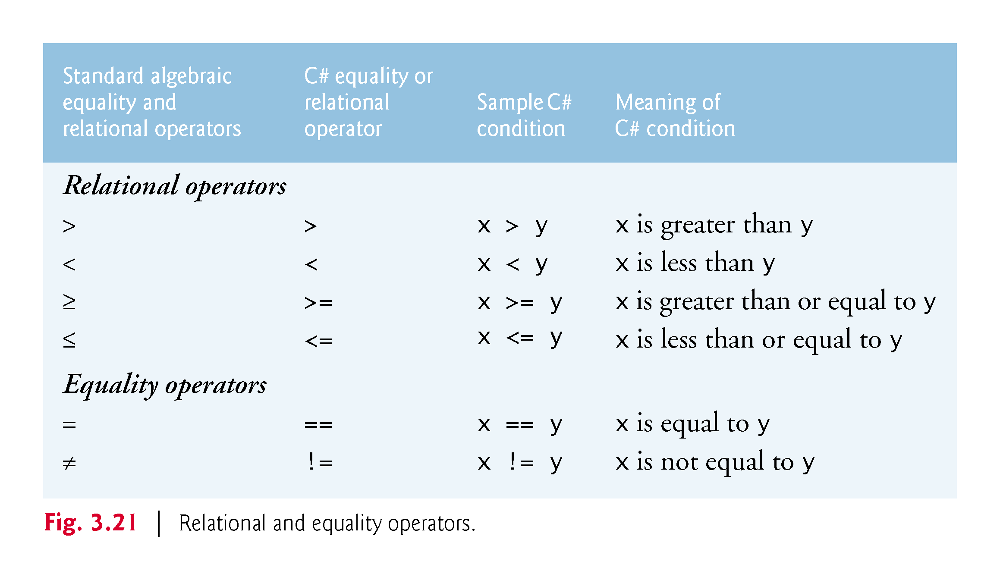 Standard algebraic
equality and
relational operators
C# equality or
relational
operator
Sample C#
condition
Meaning of
C# condition
Relational operators
> > x > y x is greater than y
< < x < y x is less than y
≥ >= x >= y x is greater than or equal to y
≤ <= x <= y x is less than or equal to y
Equality operators
= == x == y x is equal to y
≠ != x != y x is not equal to y
Fig. 3.21 | Relational and equality operators.